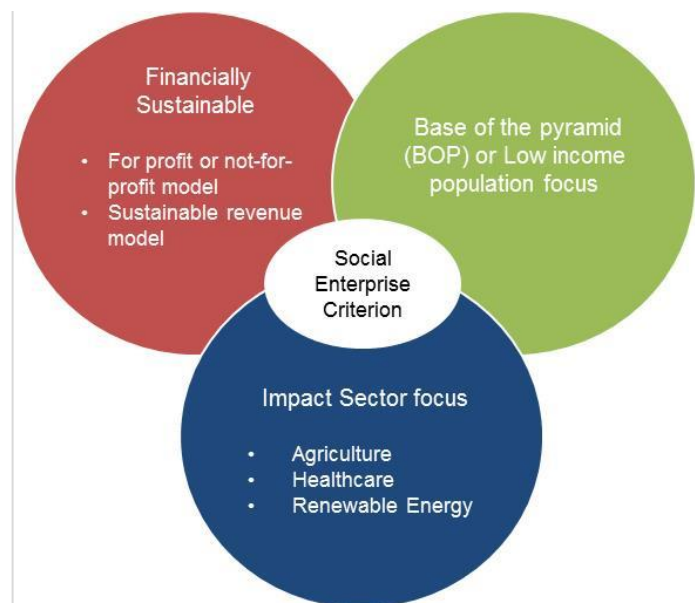 Financially
Sustainable
• For profit or not-for-
profit model
• Sustainable revenue
model
Base of the pyramid
(BOP) or Low income
population focus
Social
Enterprise
Criterion
Impact Sector focus
• Agriculture
• Healthcare
• Renewable Energy